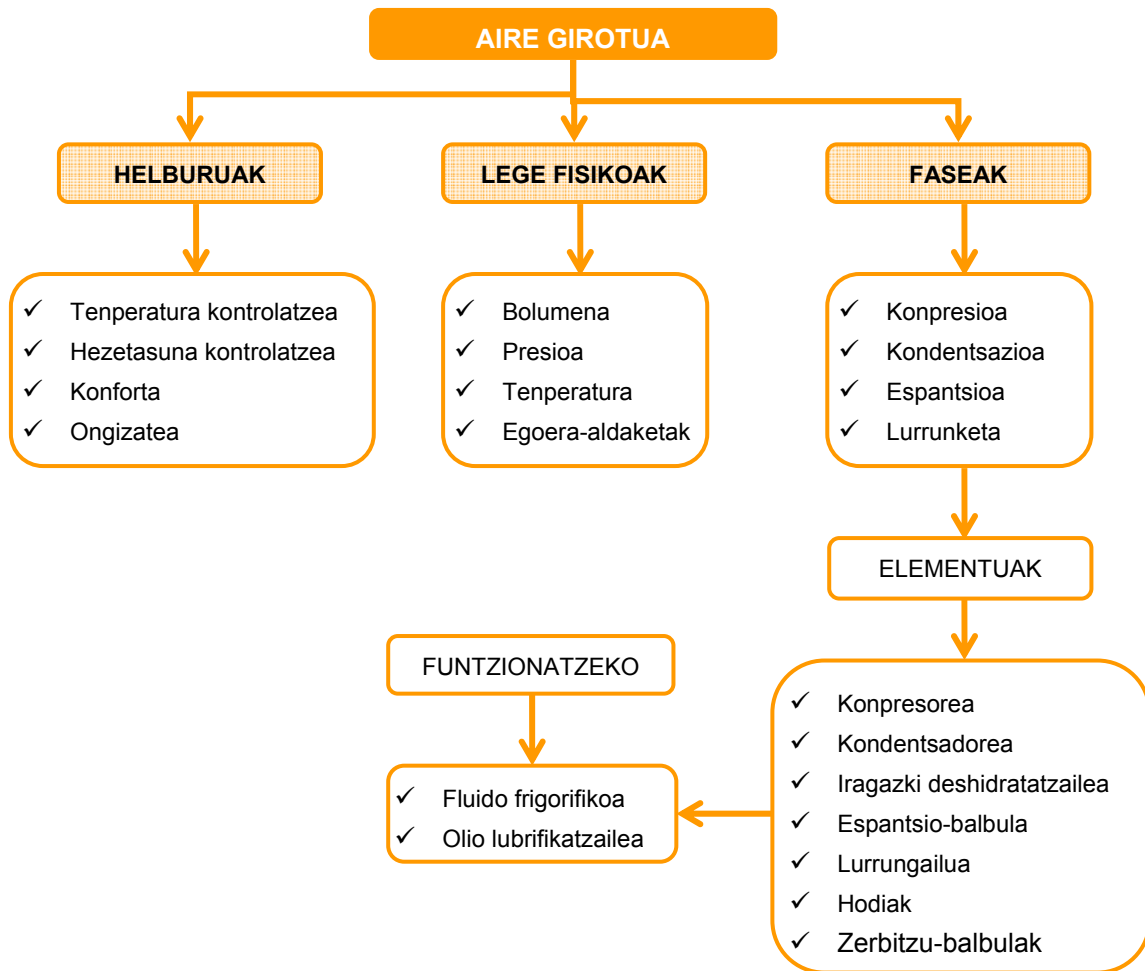 AIRE GIROTUA
HELBURUAK
Tenperatura kontrolatzea
Hezetasuna kontrolatzea
Konforta
Ongizatea
LEGE FISIKOAK
Bolumena
Presioa
Tenperatura
Egoera-aldaketak
FASEAK
Konpresioa
Kondentsazioa
Espantsioa
Lurrunketa
ELEMENTUAK
Konpresorea
Kondentsadorea
Iragazki deshidratatzailea
Espantsio-balbula
Lurrungailua
Hodiak
Zerbitzu-balbulak
FUNTZIONATZEKO
Fluido frigorifikoa
Olio lubrifikatzailea